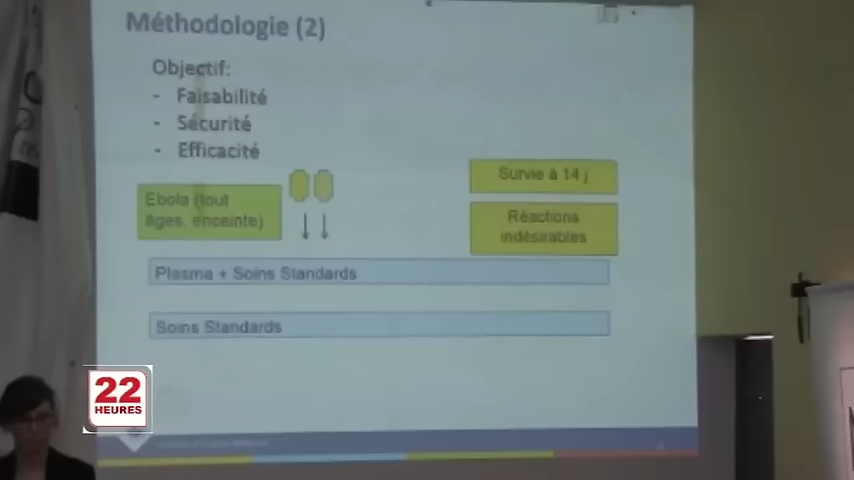 Méthodologie (2)
Objectif:
- Faisabilité
- Sécurité
- Efficacité
Ebola (tout
âges, enceinte)
Survie à 14 j
Réactions
indésirables
Plasma + Soins Standards
Soins Standards
22
HEURES